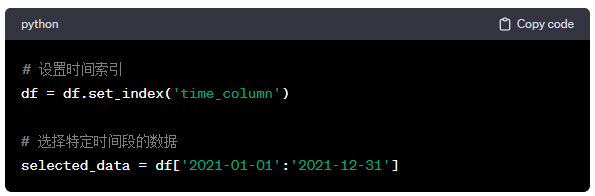 python Copy code
# 设置时间索引
df = df.set_index('time_column')
# 选择特定时间段的数据
selected_data = df['2021-01-01':'2021-12-31']